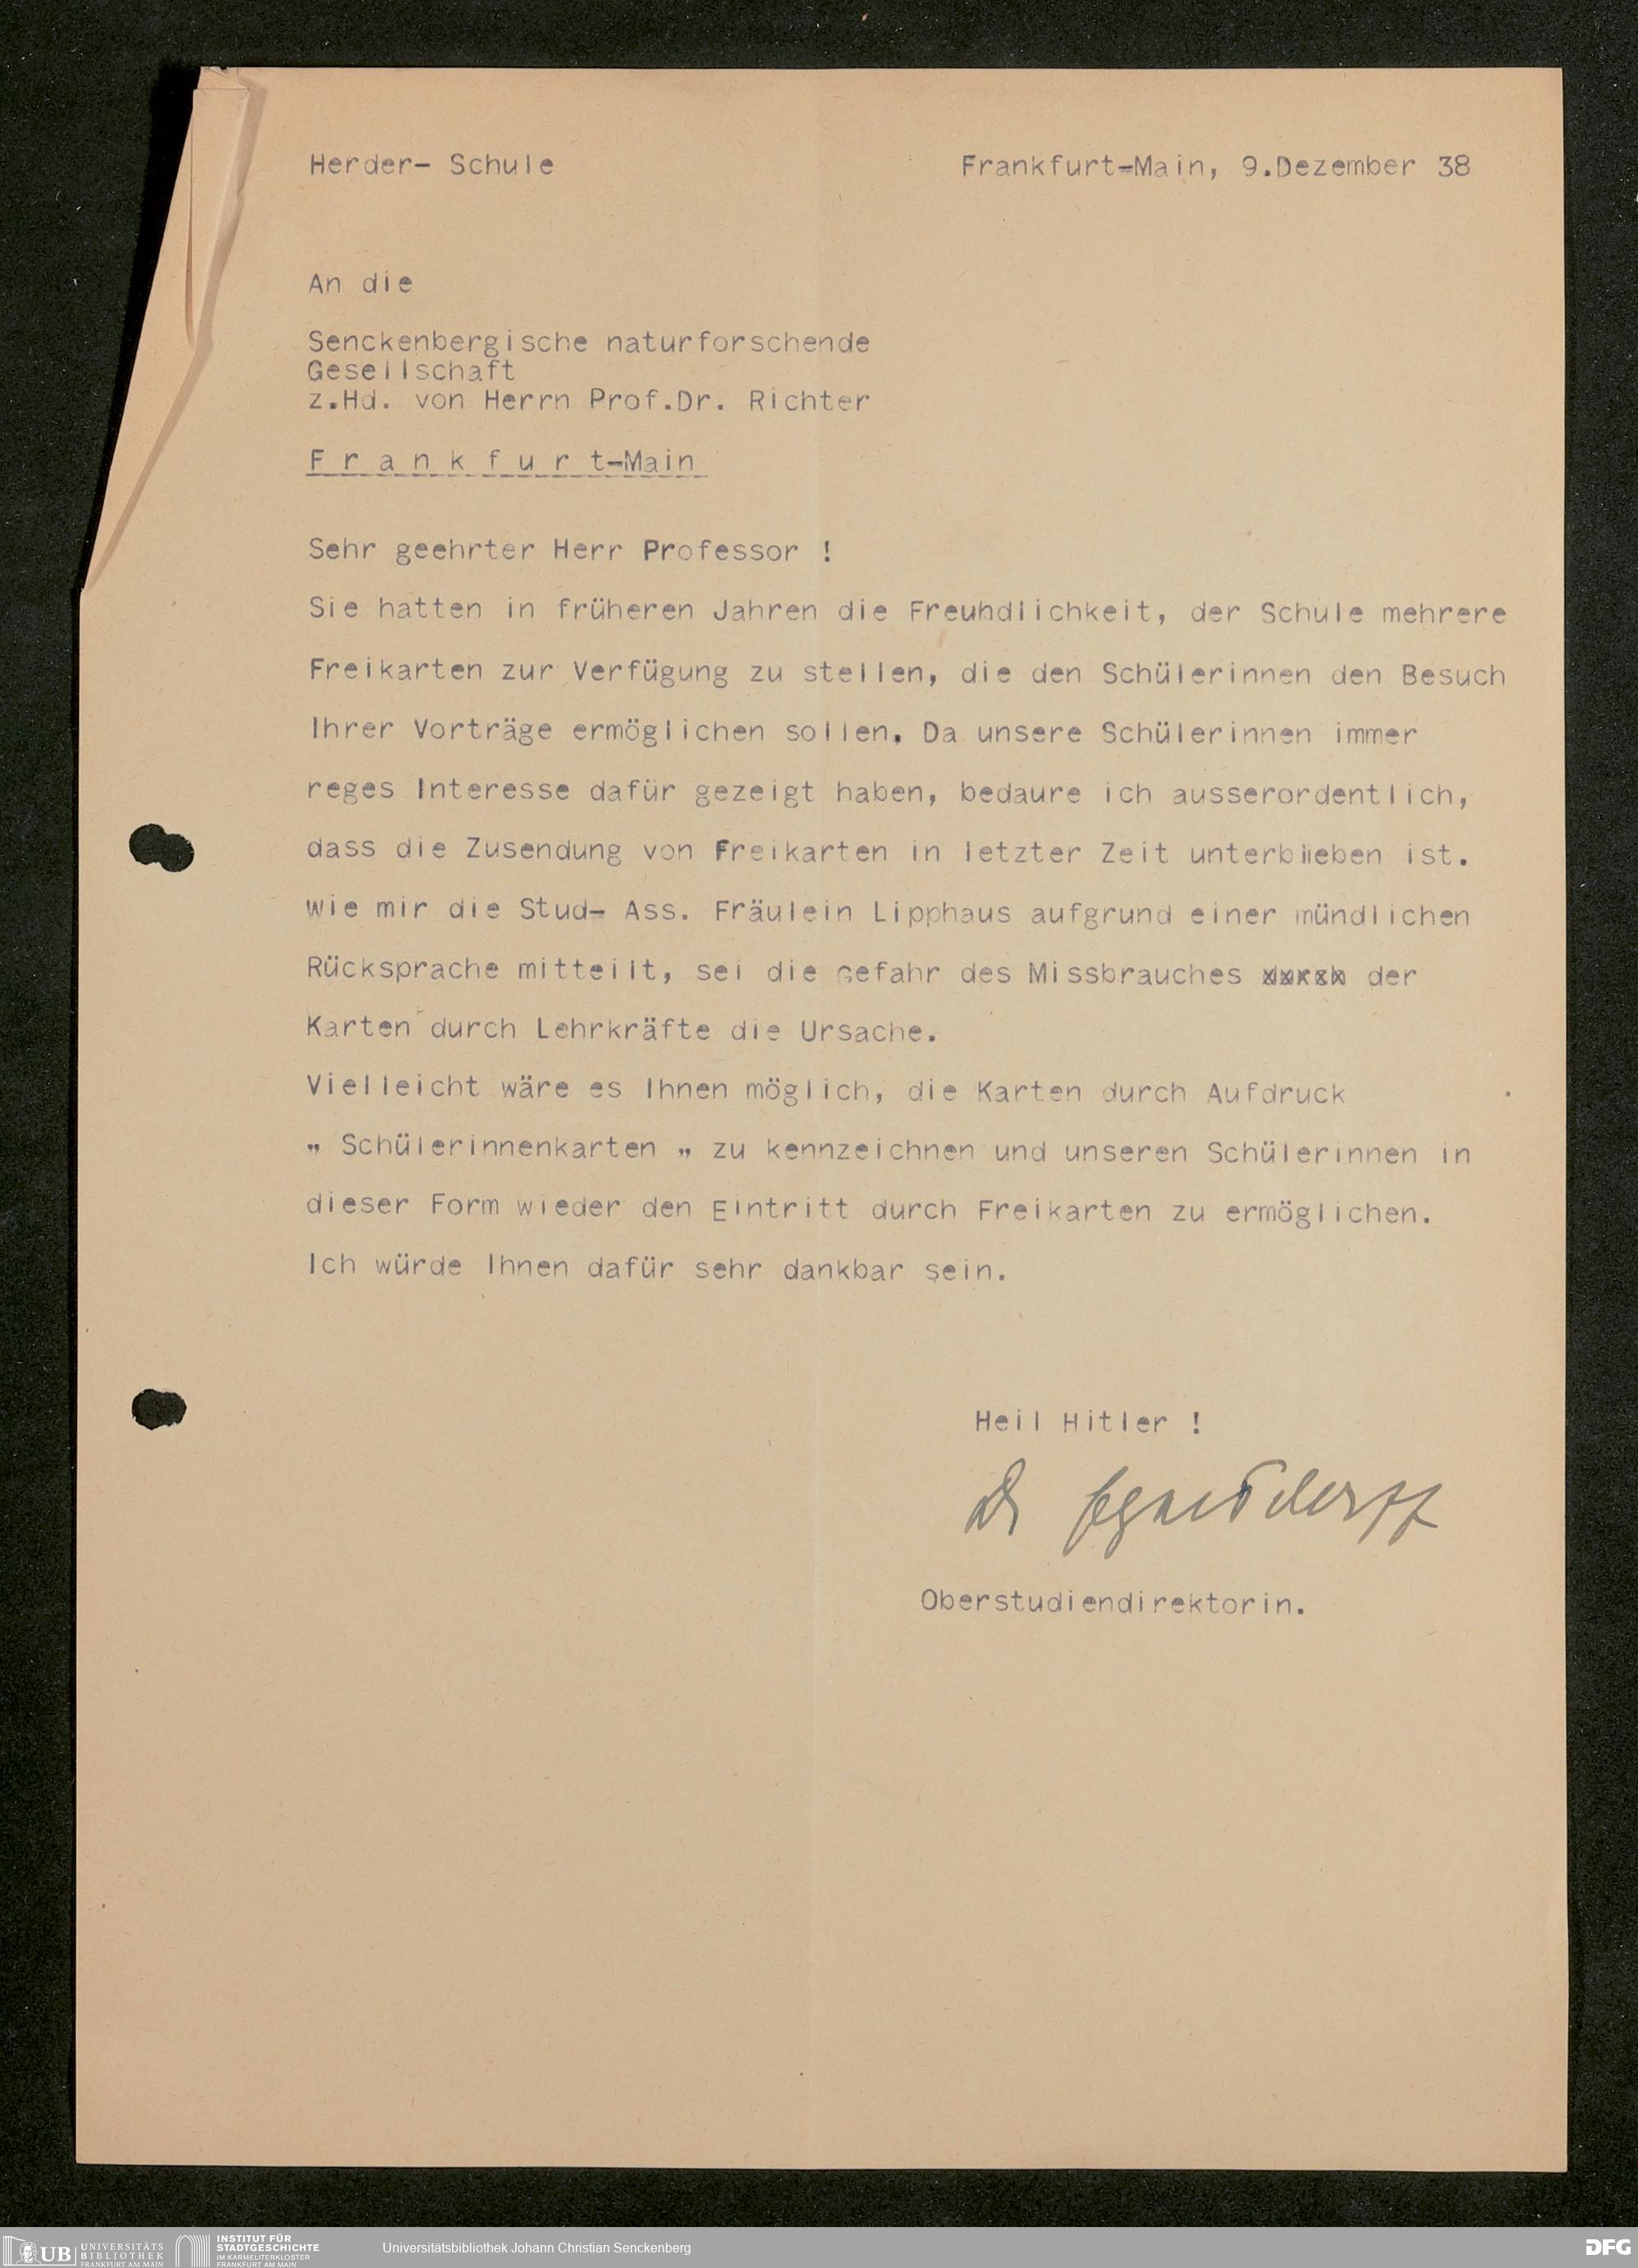 Herder- Schule
Frankfurt-Main, 9.Dezember 38
An die
Senckenbergische naturforschende
Gesellschaft
z.Hd. von Herrn Prof.Dr. Richter
F r a n k f u r t-Main
Sehr geehrter Herr Professor !
Sie hatten in früheren Jahren die Freundlichkeit, der Schule mehrere
Freikarten zur Verfügung zu stellen, die den Schülerinnen den Besuch
Ihrer Vorträge ermöglichen sollen. Da unsere Schülerinnen immer
reges Interesse dafür gezeigt haben, bedaure ich ausserordentlich,
dass die Zusendung von Freikarten in letzter Zeit unterblieben ist.
Wie mir die Stud- Ass. Fräulein Lipphaus aufgrund einer mündlichen
Rücksprache mitteilt, sei die Gefahr des Missbrauches der
Karten durch Lehrkräfte die Ursache.
Vielleicht wäre es Ihnen möglich, die Karten durch Aufdruck
„ Schülerinnenkarten „ zu kennzeichnen und unseren Schülerinnen in
dieser Form wieder den Eintritt durch Freikarten zu ermöglichen.
Ich würde Ihnen dafür sehr dankbar sein.
Heil Hitler !
Dr
Oberstudiendirektorin.
UB UNIVERSITÄTS
BIBLIOTHEK
FRANKFURT AM MAIN
INSTITUT FÜR
STADTGESCHICHTE
IM KARMELITERKLOSTER
FRANKFURT AM MAIN
Universitätsbibliothek Johann Christian Senckenberg
DFG